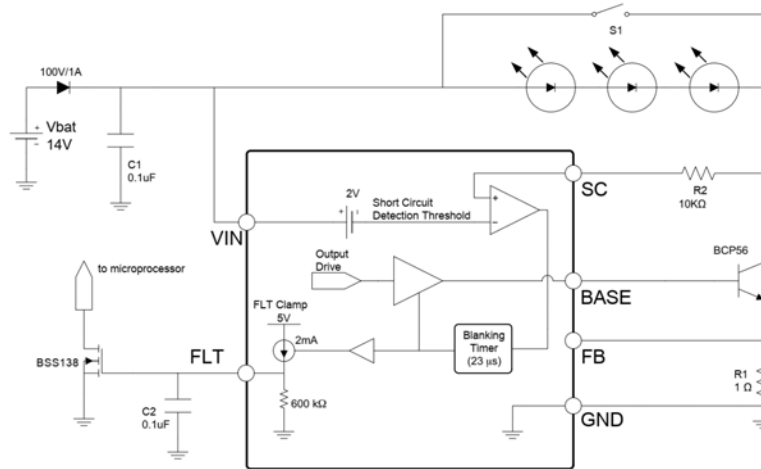 S1
100V/1A
Vbat
14V
C1
0.1uF
SC
R2
10KΩ
2V
Short Circuit
Detection Threshold
VIN
to microprocessor
Output
Drive
BCP56
BASE
FLT Clamp
5V
2mA
BSS138
FLT
Blanking
Timer
(23 µs)
FB
R1
1 Ω
600 kΩ
C2
0.1uF
GND